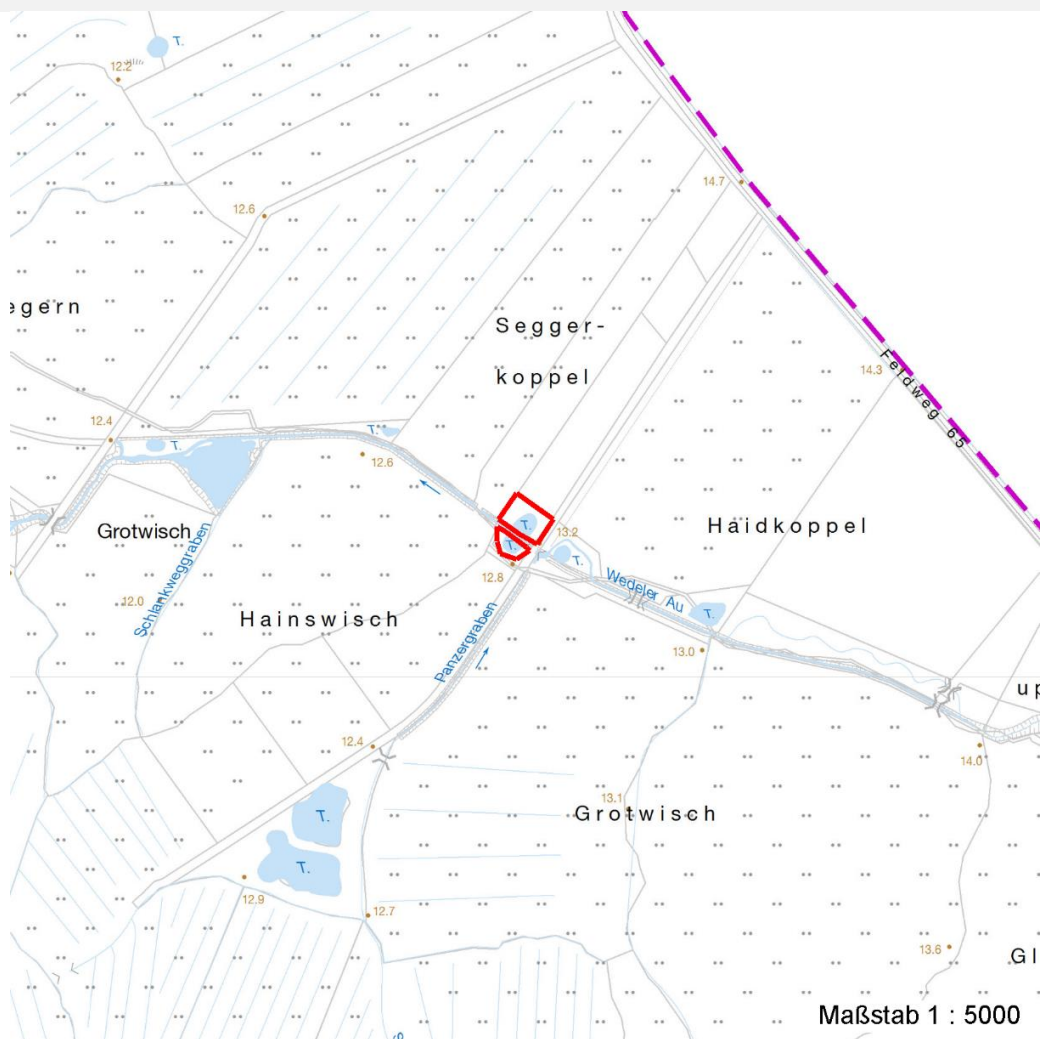 T.
12.2
14.7
12.6
egern
Segger-
koppel
14.3
Feldweg 65
12.4
T.
T.
12.6
T.
Grotwisch
13.2
Haidkoppel
T.
T.
12.8
Wedeler Au
T.
Schlankweggraben
12.0
Hainswisch
Panzergraben
13.0
up
12.4
14.0
13.1
Grotwisch
T.
T.
12.9
12.7
13.6
Gl
Maßstab 1 : 5000